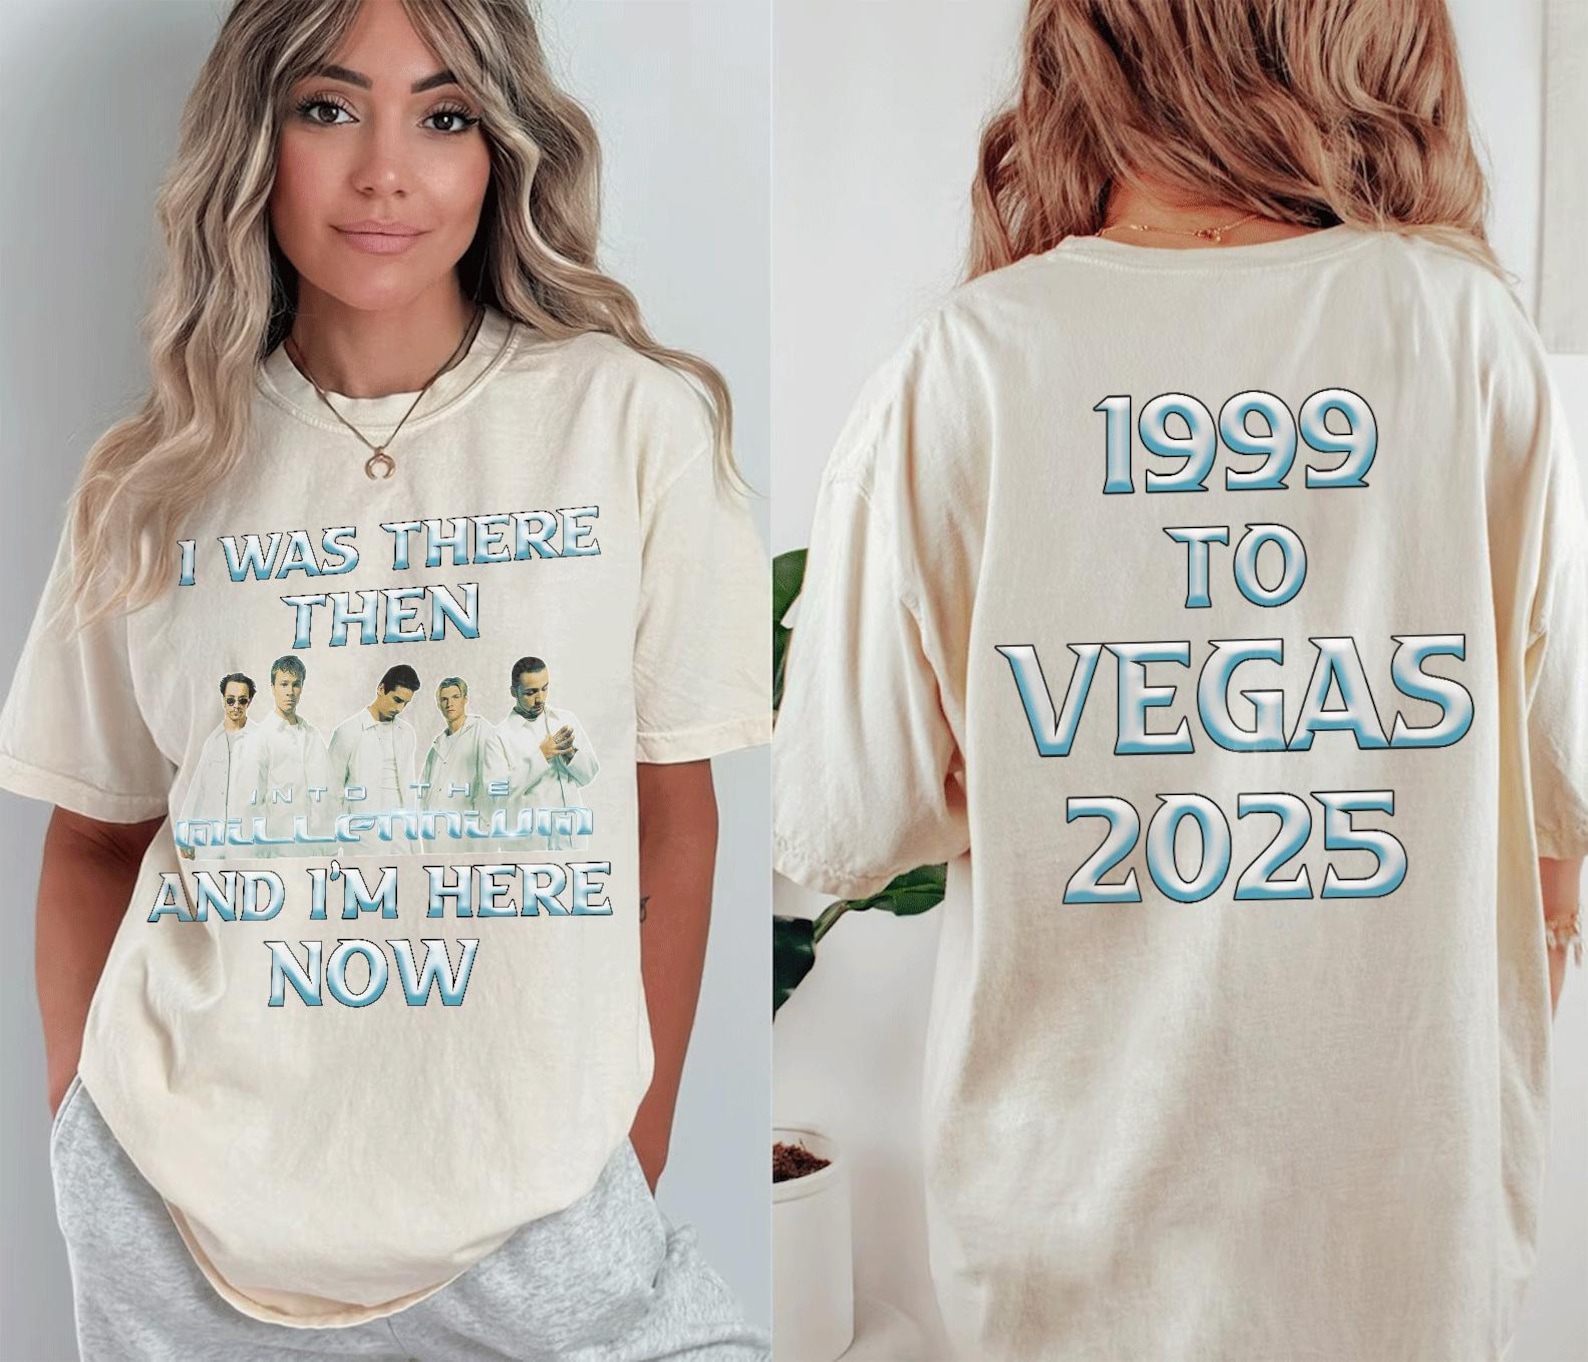 I WAS THERE
THEN
INTO THE
MILLENNIUM
AND I'M HERE
NOW
1999
TO
VEGAS
2025